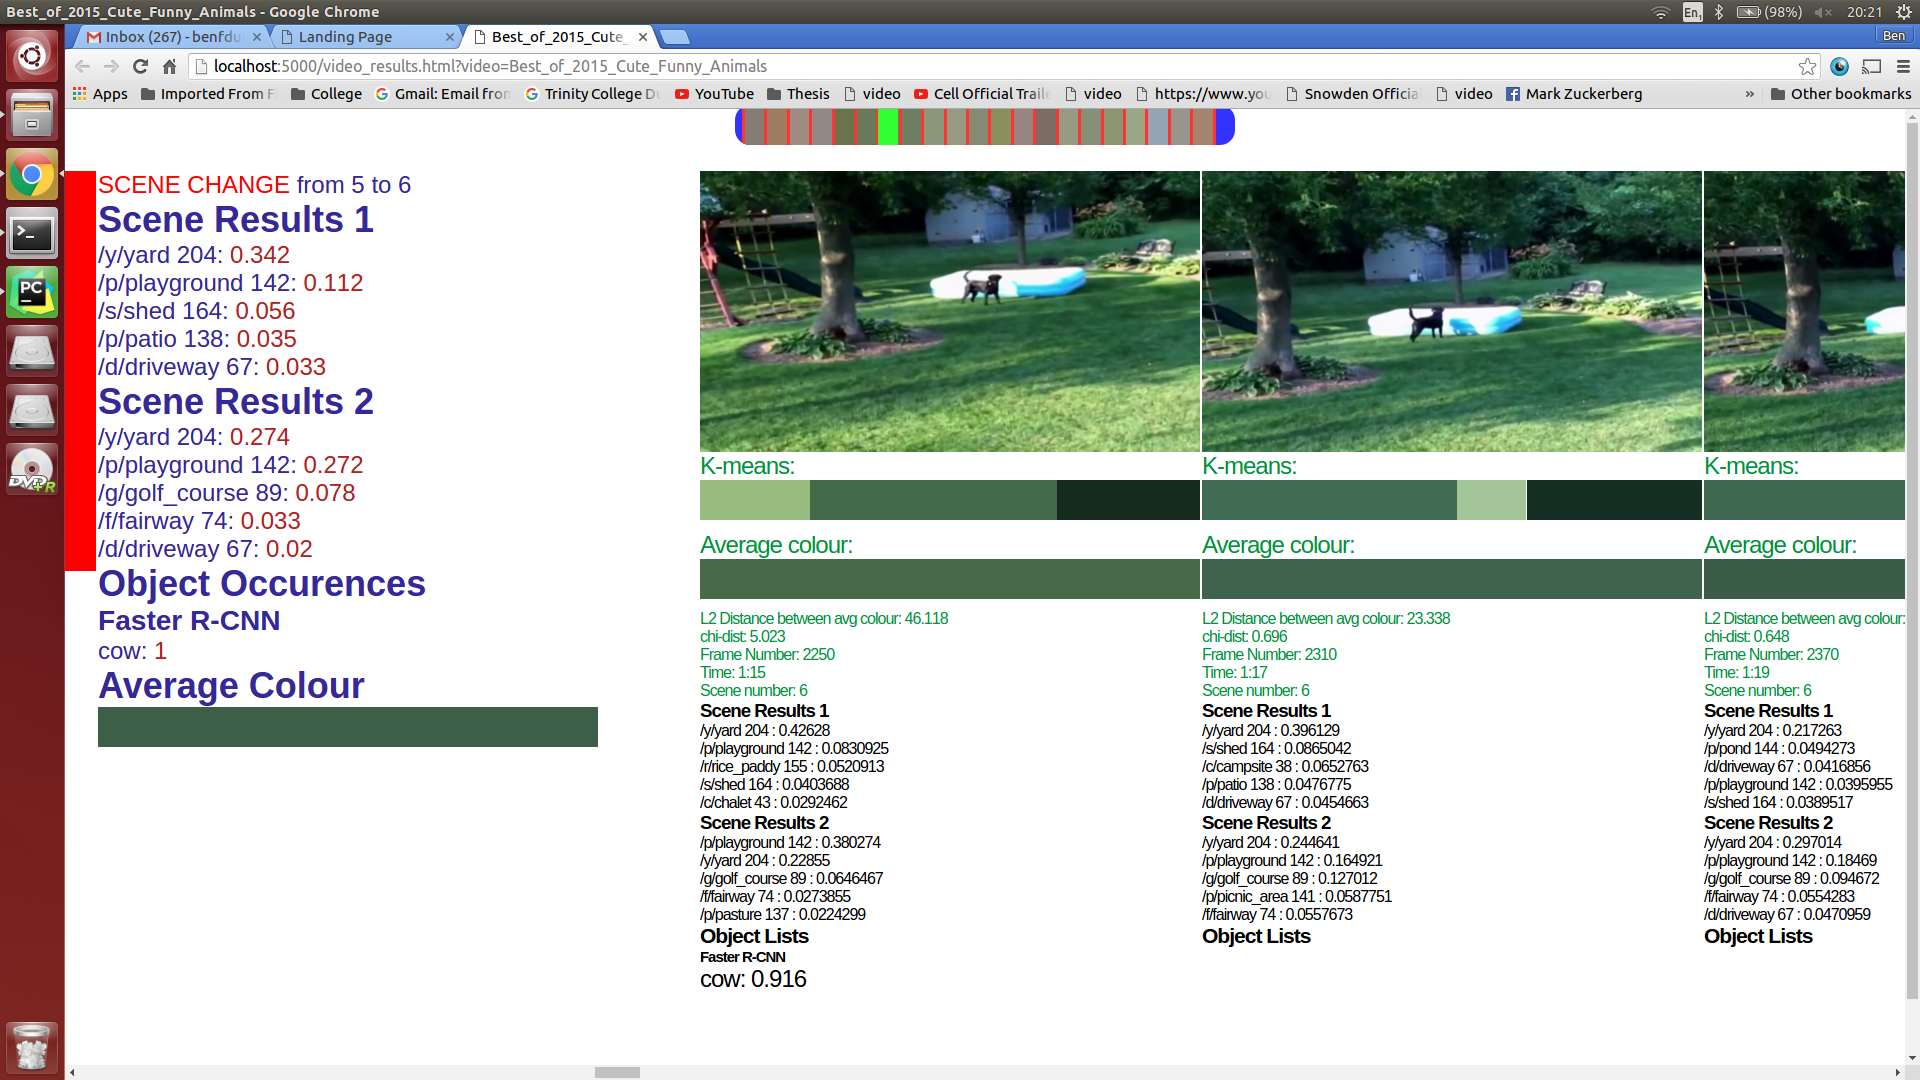 Best_of_2015_Cute_Funny_Animals - Google Chrome
En1 (98%) 20:21
Inbox (267) - benfdu
Landing Page
Best_of_2015_Cute_
Ben
localhost:5000/video_results.html?video=Best_of_2015_Cute_Funny_Animals
Apps Imported From F College Gmail: Email from Trinity College Du YouTube Thesis video Cell Official Traile video https://www.you Snowden Official video Mark Zuckerberg » Other bookmarks
SCENE CHANGE from 5 to 6
Scene Results 1
/y/yard 204: 0.342
/p/playground 142: 0.112
/s/shed 164: 0.056
/p/patio 138: 0.035
/d/driveway 67: 0.033
Scene Results 2
/y/yard 204: 0.274
/p/playground 142: 0.272
/g/golf_course 89: 0.078
/f/fairway 74: 0.033
/d/driveway 67: 0.02
Object Occurences
Faster R-CNN
cow: 1
Average Colour
K-means:
Average colour:
L2 Distance between avg colour: 46.118
chi-dist: 5.023
Frame Number: 2250
Time: 1:15
Scene number: 6
Scene Results 1
/y/yard 204 : 0.42628
/p/playground 142 : 0.0830925
/r/rice_paddy 155 : 0.0520913
/s/shed 164 : 0.0403688
/c/chalet 43 : 0.0292462
Scene Results 2
/p/playground 142 : 0.380274
/y/yard 204 : 0.22855
/g/golf_course 89 : 0.0646467
/f/fairway 74 : 0.0273855
/p/pasture 137 : 0.0224299
Object Lists
Faster R-CNN
cow: 0.916
K-means:
Average colour:
L2 Distance between avg colour: 23.338
chi-dist: 0.696
Frame Number: 2310
Time: 1:17
Scene number: 6
Scene Results 1
/y/yard 204 : 0.396129
/s/shed 164 : 0.0865042
/c/campsite 38 : 0.0652763
/p/patio 138 : 0.0476775
/d/driveway 67 : 0.0454663
Scene Results 2
/y/yard 204 : 0.244641
/p/playground 142 : 0.164921
/g/golf_course 89 : 0.127012
/p/picnic_area 141 : 0.0587751
/f/fairway 74 : 0.0557673
Object Lists
K-means:
Average colour:
L2 Distance between avg colour:
chi-dist: 0.648
Frame Number: 2370
Time: 1:19
Scene number: 6
Scene Results 1
/y/yard 204 : 0.217263
/p/pond 144 : 0.0494273
/d/driveway 67 : 0.0416856
/p/playground 142 : 0.0395955
/s/shed 164 : 0.0389517
Scene Results 2
/y/yard 204 : 0.297014
/p/playground 142 : 0.18469
/g/golf_course 89 : 0.094672
/f/fairway 74 : 0.0554283
/d/driveway 67 : 0.0470959
Object Lists
PC
DVD+R